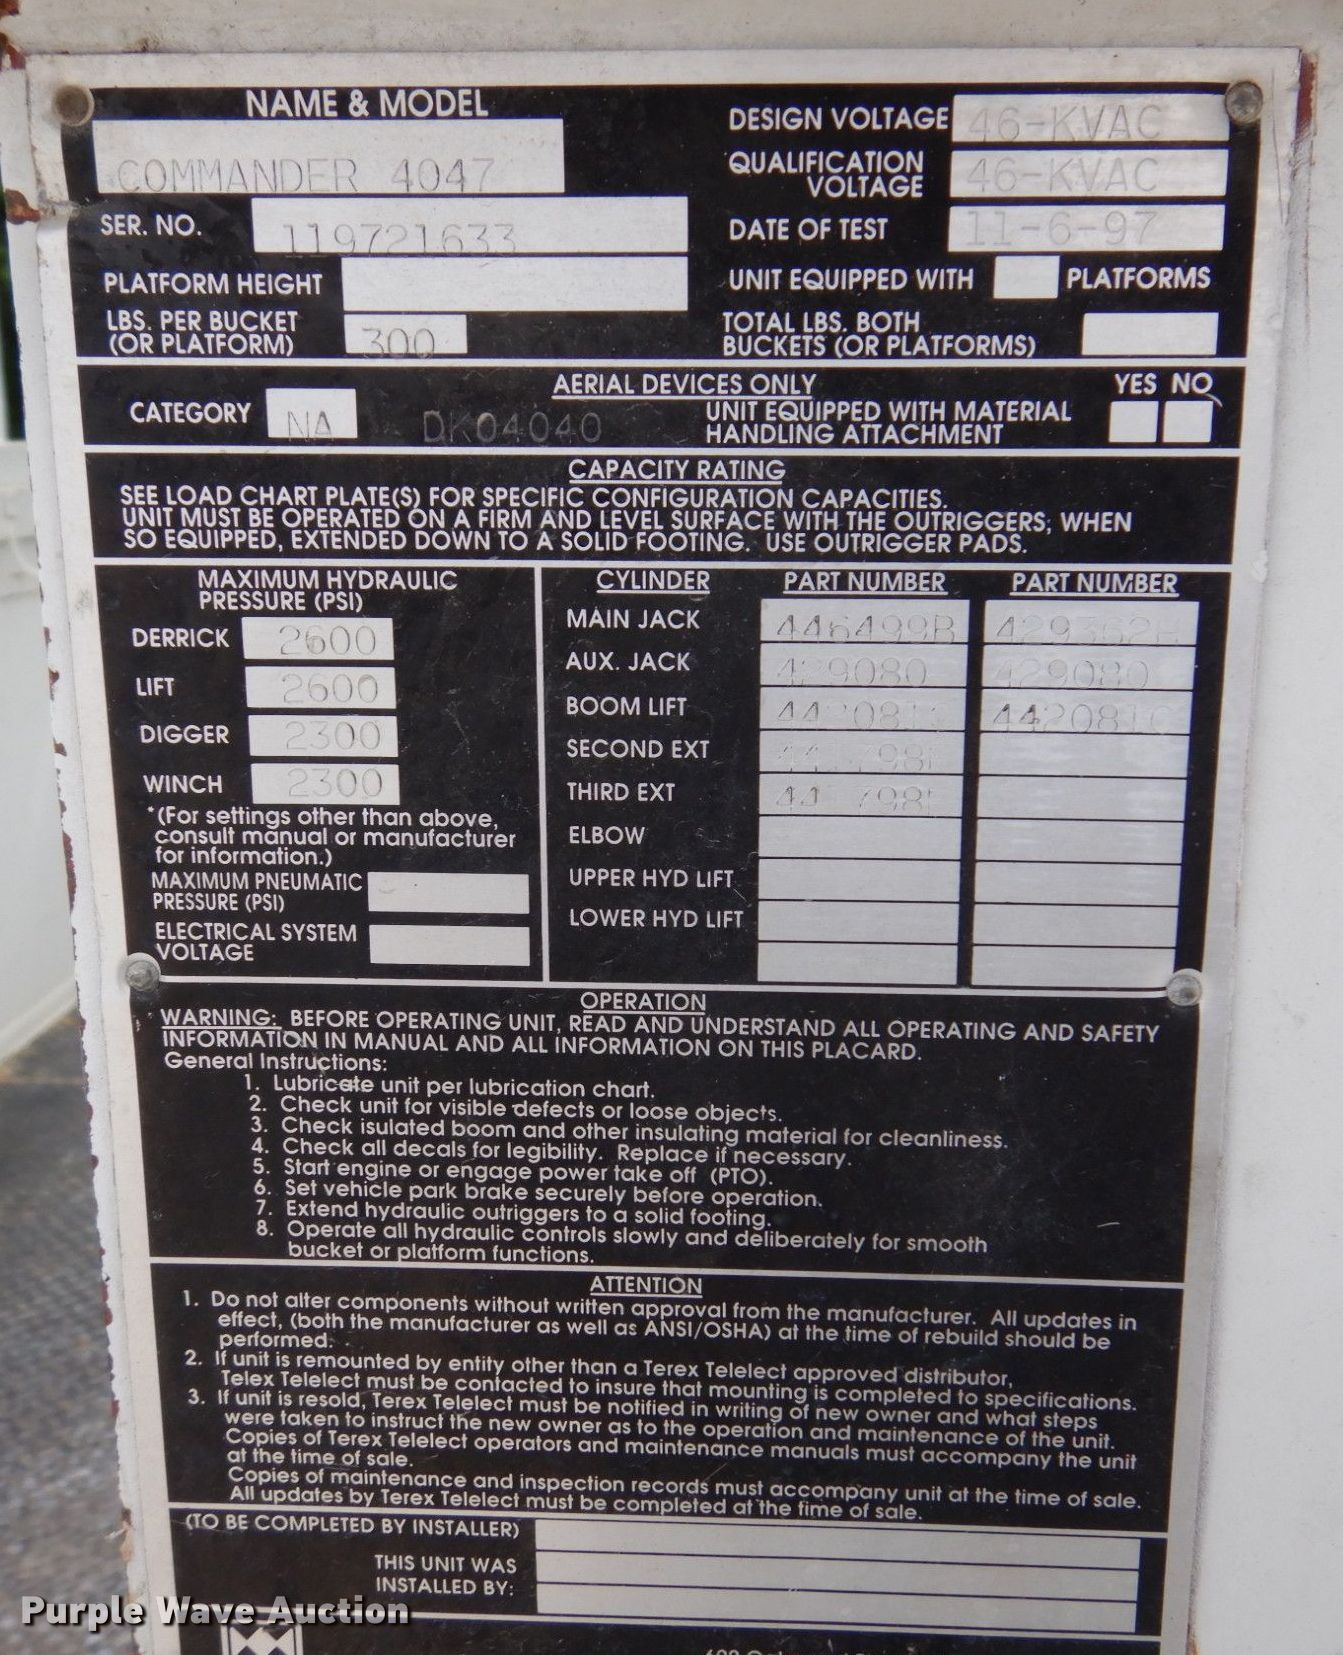 NAME & MODEL
COMMANDER 4047
DESIGN VOLTAGE 46-KVAC
QUALIFICATION
VOLTAGE 46-KVAC
SER. NO. 119721633
DATE OF TEST 11-6-97
PLATFORM HEIGHT
UNIT EQUIPPED WITH PLATFORMS
LBS. PER BUCKET
(OR PLATFORM) 300
TOTAL LBS. BOTH
BUCKETS (OR PLATFORMS)
AERIAL DEVICES ONLY
YES NO
CATEGORY NA DK04040
UNIT EQUIPPED WITH MATERIAL
HANDLING ATTACHMENT
CAPACITY RATING
SEE LOAD CHART PLATE(S) FOR SPECIFIC CONFIGURATION CAPACITIES.
UNIT MUST BE OPERATED ON A FIRM AND LEVEL SURFACE WITH THE OUTRIGGERS, WHEN
SO EQUIPPED, EXTENDED DOWN TO A SOLID FOOTING. USE OUTRIGGER PADS.
MAXIMUM HYDRAULIC
PRESSURE (PSI)
DERRICK 2600
LIFT 2600
DIGGER 2300
WINCH 2300
*(For settings other than above,
consult manual or manufacturer
for information.)
MAXIMUM PNEUMATIC
PRESSURE (PSI)
ELECTRICAL SYSTEM
VOLTAGE
CYLINDER PART NUMBER PART NUMBER
MAIN JACK 446499B
AUX. JACK 429080 429080
BOOM LIFT 442081C
SECOND EXT
THIRD EXT
ELBOW
UPPER HYD LIFT
LOWER HYD LIFT
OPERATION
WARNING: BEFORE OPERATING UNIT, READ AND UNDERSTAND ALL OPERATING AND SAFETY
INFORMATION IN MANUAL AND ALL INFORMATION ON THIS PLACARD.
General Instructions:
1. Lubricate unit per lubrication chart.
2. Check unit for visible defects or loose objects.
3. Check isulated boom and other insulating material for cleanliness.
4. Check all decals for legibility. Replace if necessary.
5. Start engine or engage power take off (PTO).
6. Set vehicle park brake securely before operation.
7. Extend hydraulic outriggers to a solid footing.
8. Operate all hydraulic controls slowly and deliberately for smooth
bucket or platform functions.
ATTENTION
1. Do not alter components without written approval from the manufacturer. All updates in
effect, (both the manufacturer as well as ANSI/OSHA) at the time of rebuild should be
performed.
2. If unit is remounted by entity other than a Terex Telelect approved distributor,
Telex Telelect must be contacted to insure that mounting is completed to specifications.
3. If unit is resold, Terex Telelect must be notified in writing of new owner and what steps
were taken to instruct the new owner as to the operation and maintenance of the unit.
Copies of Terex Telelect operators and maintenance manuals must accompany the unit
at the time of sale.
Copies of maintenance and inspection records must accompany unit at the time of sale.
All updates by Terex Telelect must be completed at the time of sale.
(TO BE COMPLETED BY INSTALLER)
THIS UNIT WAS
INSTALLED BY:
Purple Wave Auction